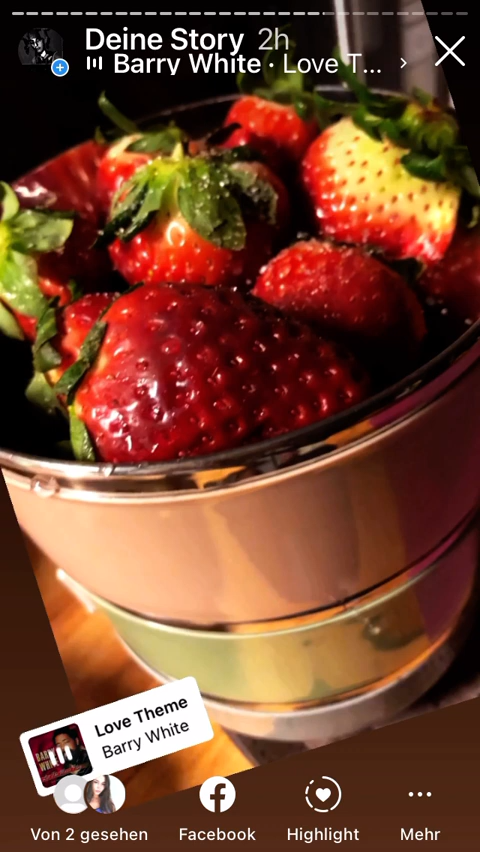 Deine Story 2h
Barry White · Love T...
Love Theme
Barry White
Von 2 gesehen
Facebook
Highlight
Mehr